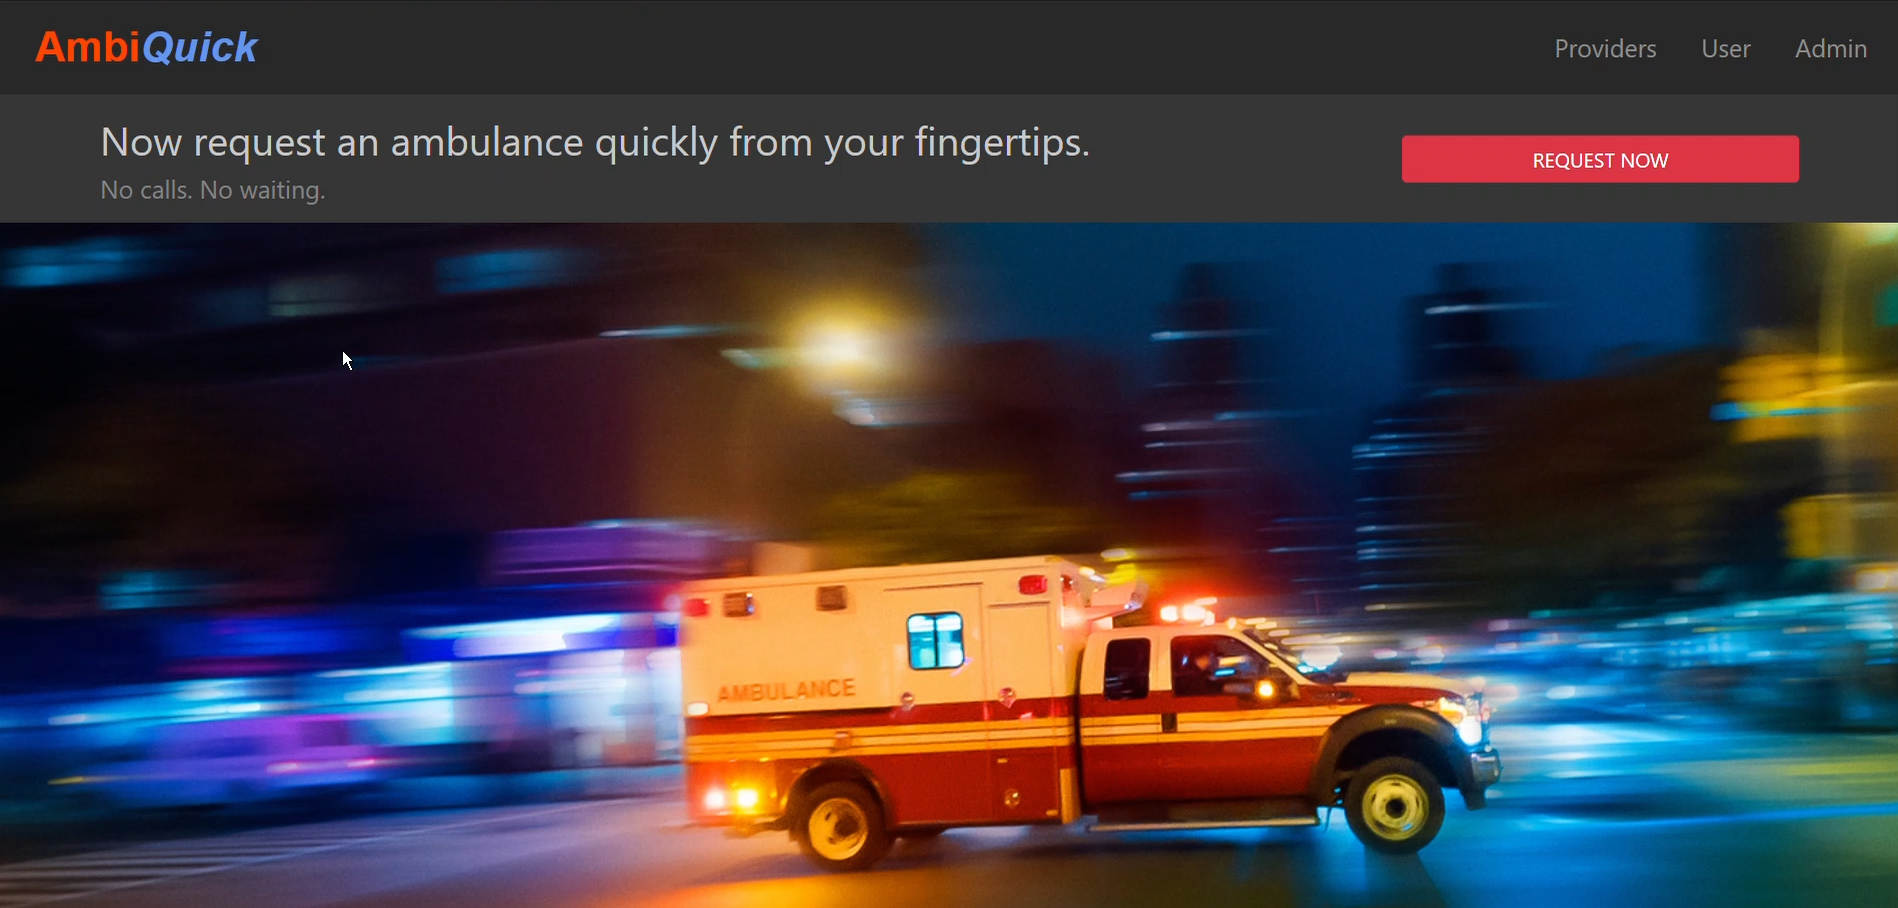 AmbiQuick
Providers
User
Admin
Now request an ambulance quickly from your fingertips.
No calls. No waiting.
REQUEST NOW
AMBULANCE